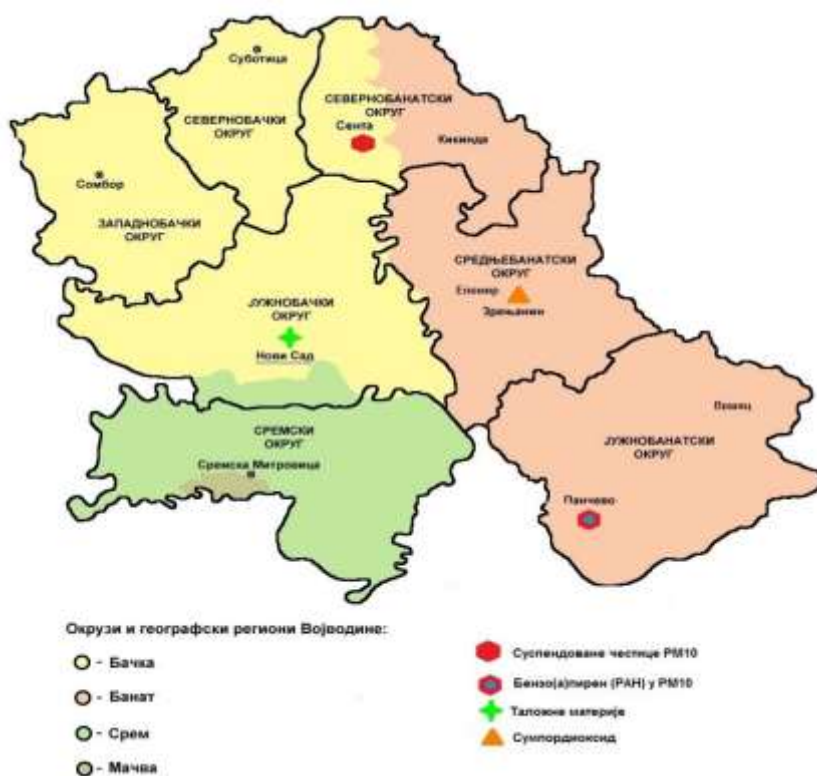 Суботица
СЕВЕРНОБАНАТСКИ
ОКРУГ
СЕВЕРНОБАЧКИ
ОКРУГ
Сента
Кикинда
Сомбор
ЗАПАДНОБАЧКИ
ОКРУГ
СРЕДЊЕБАНАТСКИ
ОКРУГ
Зрењанин
ЈУЖНОБАЧКИ
ОКРУГ
Нови Сад
СРЕМСКИ
ОКРУГ
Сремска Митровица
ЈУЖНОБАНАТСКИ
ОКРУГ
Панчево
Окрузи и географски региони Војводине:
- Бачка
- Банат
- Срем
- Мачва
Суспендоване честице PM10
Бензо(а)пирен (PAH) у PM10
Таложне материје
Сумпордиоксид